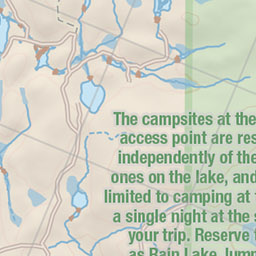 The campsites at the
access point are res
independently of the
ones on the lake, and
limited to camping at
a single night at the s
your trip. Reserve
as Rain Lake